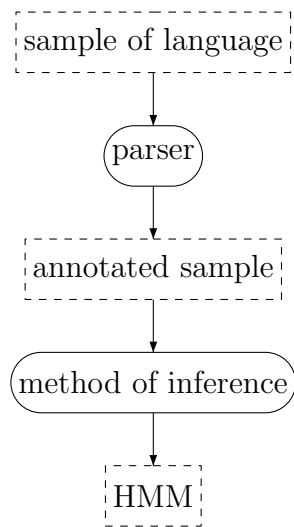 sample of language
parser
annotated sample
method of inference
HMM